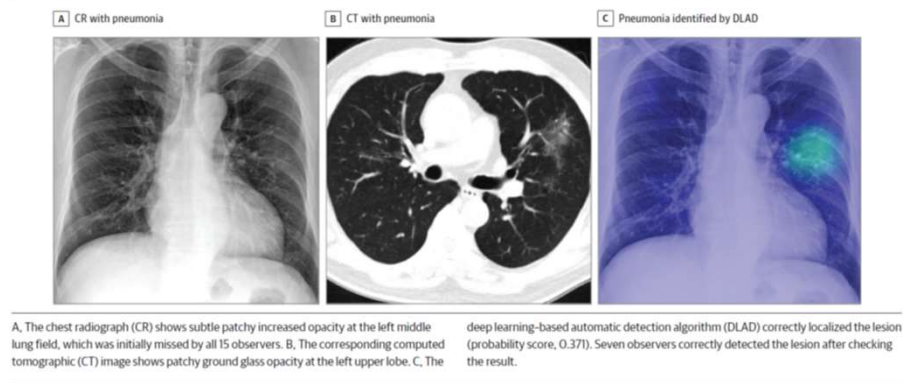 A CR with pneumonia
B CT with pneumonia
C Pneumonia identified by DLAD
A, The chest radiograph (CR) shows subtle patchy increased opacity at the left middle
lung field, which was initially missed by all 15 observers. B, The corresponding computed
tomographic (CT) image shows patchy ground glass opacity at the left upper lobe. C, The
deep learning–based automatic detection algorithm (DLAD) correctly localized the lesion
(probability score, 0.371). Seven observers correctly detected the lesion after checking
the result.